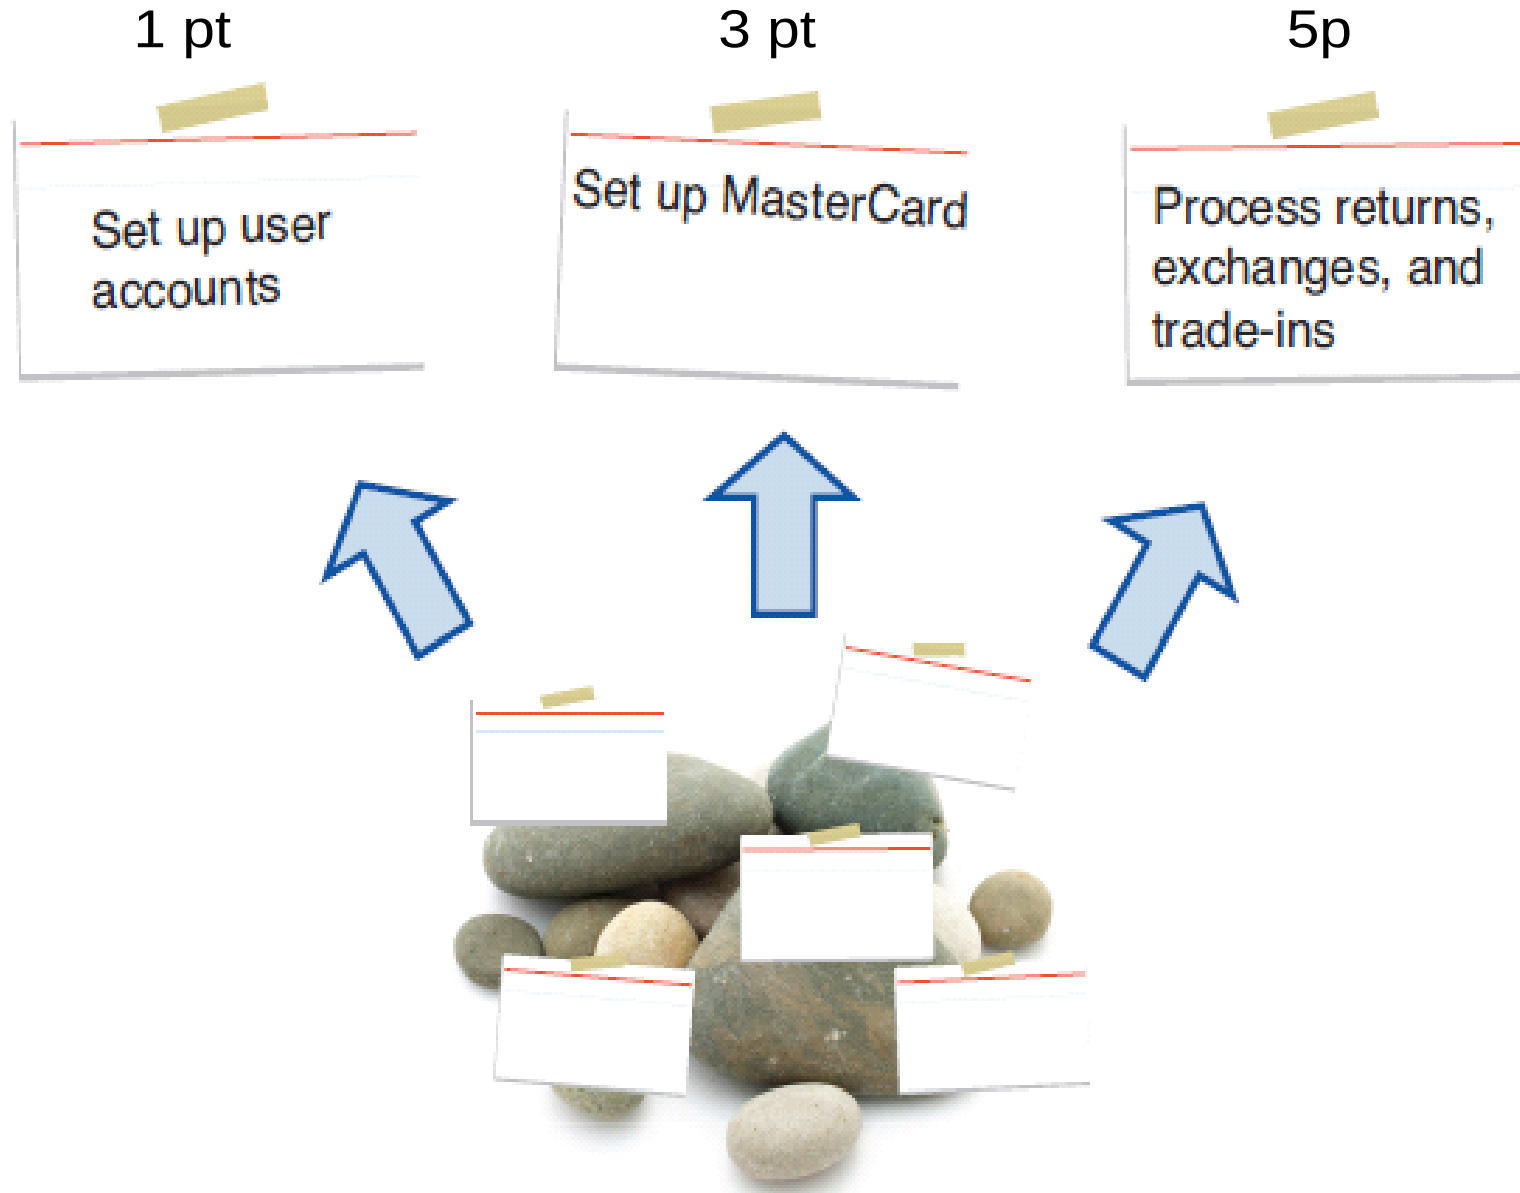 1 pt
3 pt
5p
Set up user
accounts
Set up MasterCard
Process returns,
exchanges, and
trade-ins